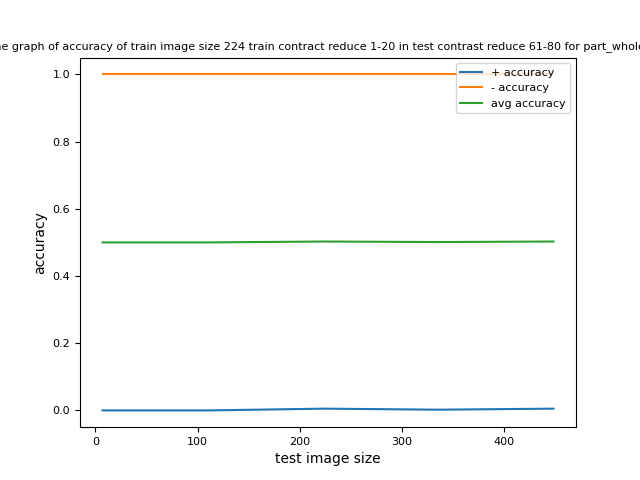 graph of accuracy of train image size 224 train contract reduce 1-20 in test contrast reduce 61-80 for
+ accuracy
- accuracy
avg accuracy
1.0
0.8
0.6
0.4
0.2
0.0
accuracy
0 100 200 300 400
test image size